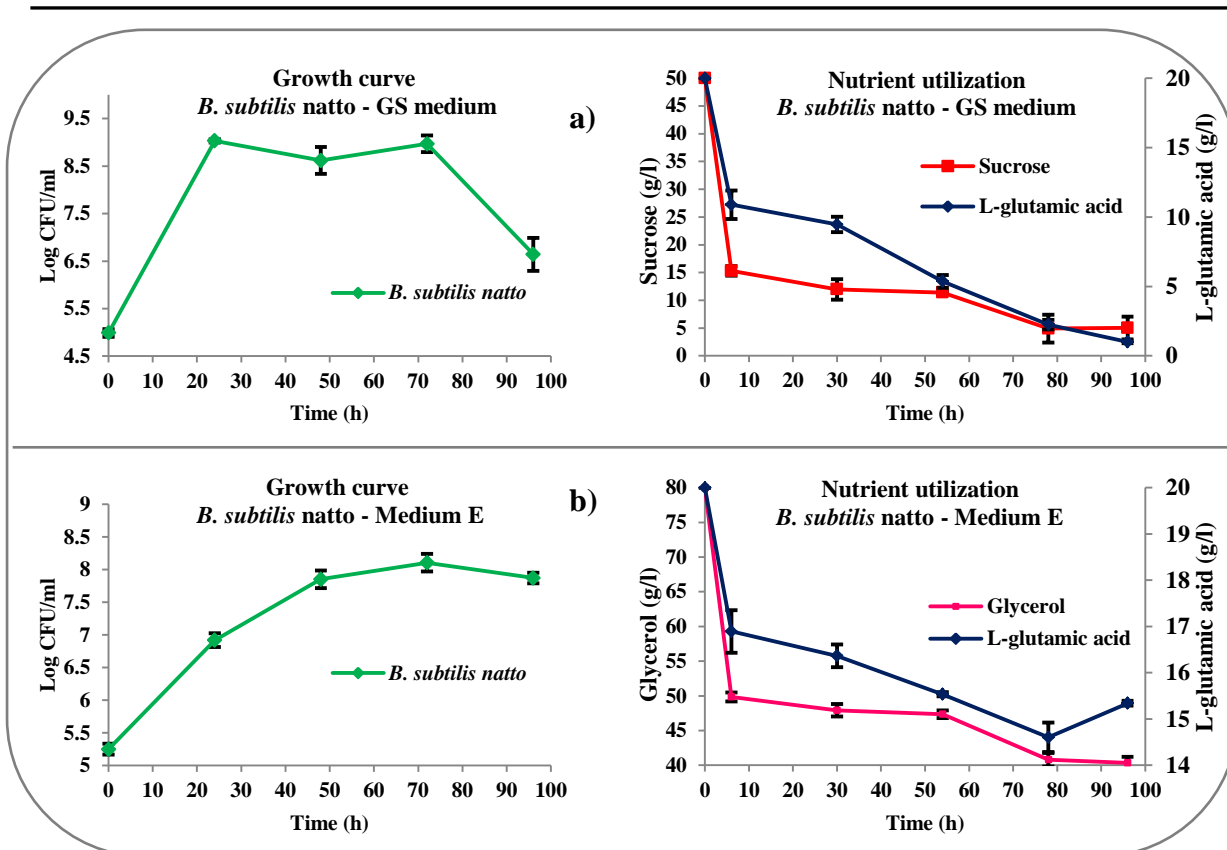 Growth curve
B. subtilis natto - GS medium
Log CFU/ml
9.5
8.5
7.5
6.5
5.5
4.5
0 10 20 30 40 50 60 70 80 90 100
Time (h)
B. subtilis natto
a)
Nutrient utilization
B. subtilis natto - GS medium
Sucrose (g/l)
50
45
40
35
30
25
20
15
10
5
0
L-glutamic acid (g/l)
20
15
10
5
0
Sucrose
L-glutamic acid
0 10 20 30 40 50 60 70 80 90 100
Time (h)
Growth curve
B. subtilis natto - Medium E
Log CFU/ml
9
8.5
8
7.5
7
6.5
6
5.5
5
0 10 20 30 40 50 60 70 80 90 100
Time (h)
B. subtilis natto
b)
Nutrient utilization
B. subtilis natto - Medium E
Glycerol (g/l)
80
75
70
65
60
55
50
45
40
L-glutamic acid (g/l)
20
19
18
17
16
15
14
Glycerol
L-glutamic acid
0 10 20 30 40 50 60 70 80 90 100
Time (h)